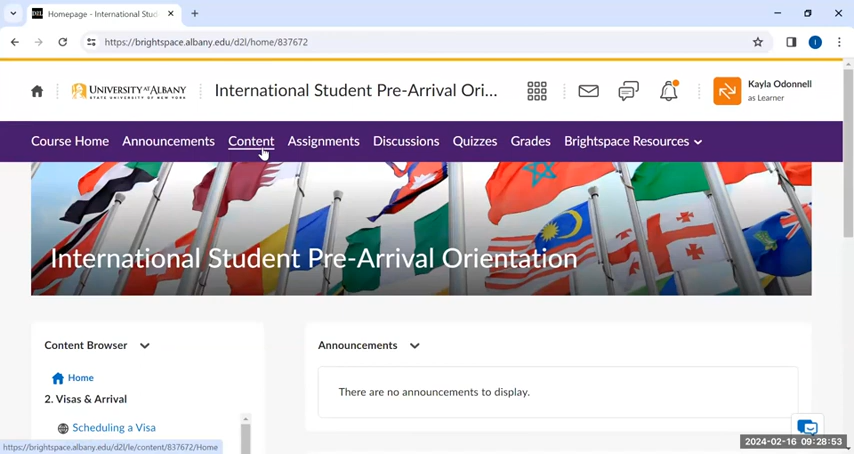 Homepage - International Stud
https://brightspace.albany.edu/d2l/home/837672
UNIVERSITY AT ALBANY
STATE UNIVERSITY OF NEW YORK
International Student Pre-Arrival Ori...
Kayla Odonnell
as Learner
Course Home Announcements Content Assignments Discussions Quizzes Grades Brightspace Resources
International Student Pre-Arrival Orientation
Content Browser
Home
2. Visas & Arrival
Scheduling a Visa
Announcements
There are no announcements to display.
https://brightspace.albany.edu/d2l/le/content/837672/Home
2024-02-16 09:28:53